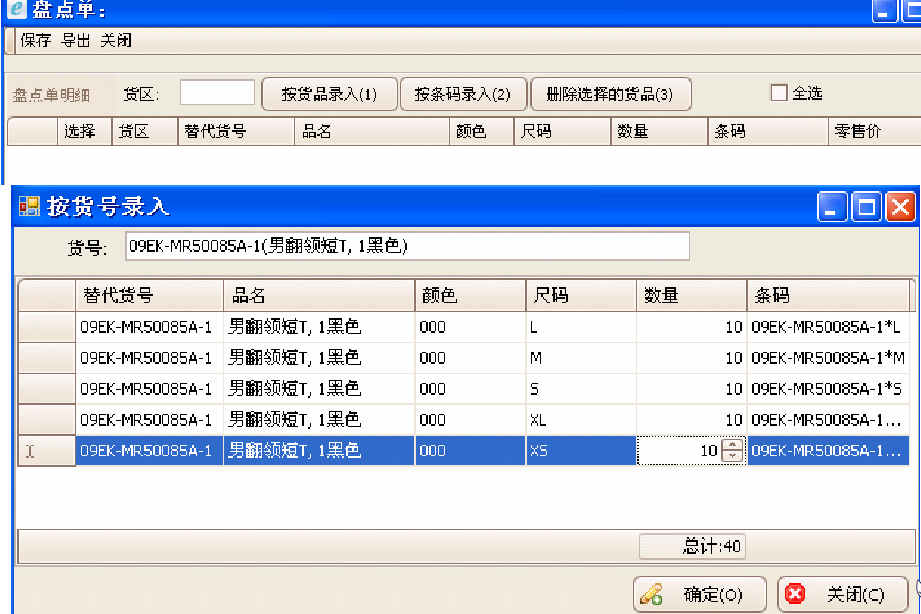 盘点单:
保存 导出 关闭
盘点单明细 货区: 按货品录入(1) 按条码录入(2) 删除选择的货品(3) 全选
选择 货区 替代货号 品名 颜色 尺码 数量 条码 零售价
按货号录入
货号: 09EK-MR50085A-1(男翻领短T, 1黑色)
替代货号 品名 颜色 尺码 数量 条码
09EK-MR50085A-1 男翻领短T, 1黑色 000 L 10 09EK-MR50085A-1*L
09EK-MR50085A-1 男翻领短T, 1黑色 000 M 10 09EK-MR50085A-1*M
09EK-MR50085A-1 男翻领短T, 1黑色 000 S 10 09EK-MR50085A-1*S
09EK-MR50085A-1 男翻领短T, 1黑色 000 XL 10 09EK-MR50085A-1...
09EK-MR50085A-1 男翻领短T, 1黑色 000 XS 10 09EK-MR50085A-1...
总计:40
确定(O) 关闭(C)